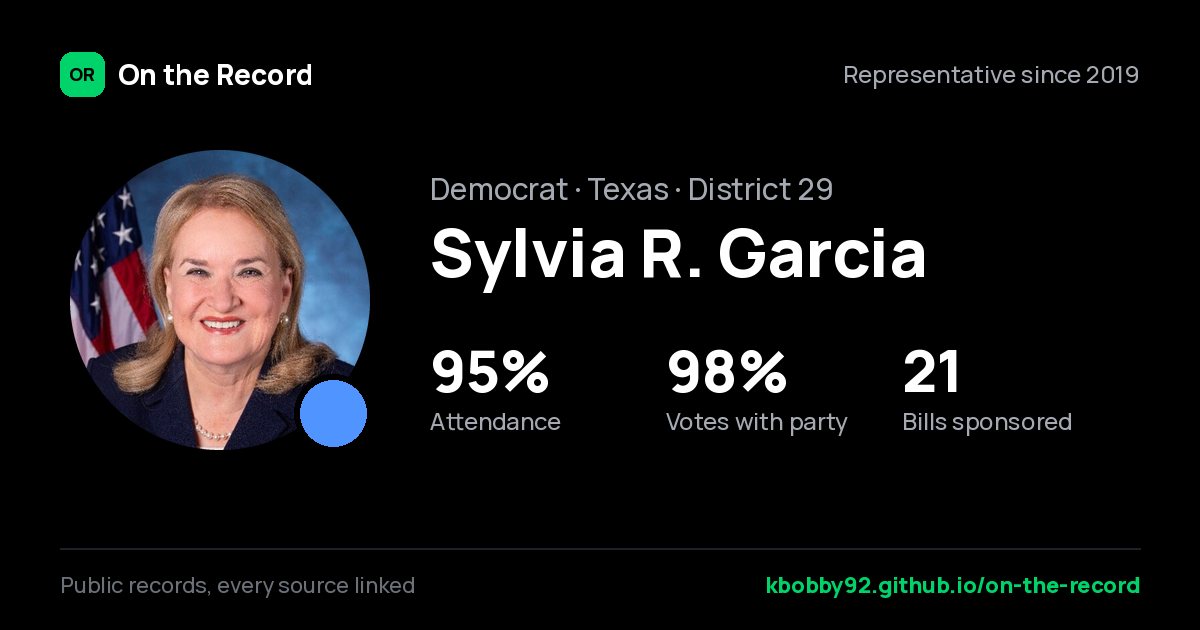 OR On the Record
Representative since 2019
Democrat · Texas · District 29
Sylvia R. Garcia
95% 98% 21
Attendance Votes with party Bills sponsored
Public records, every source linked
kbobby92.github.io/on-the-record